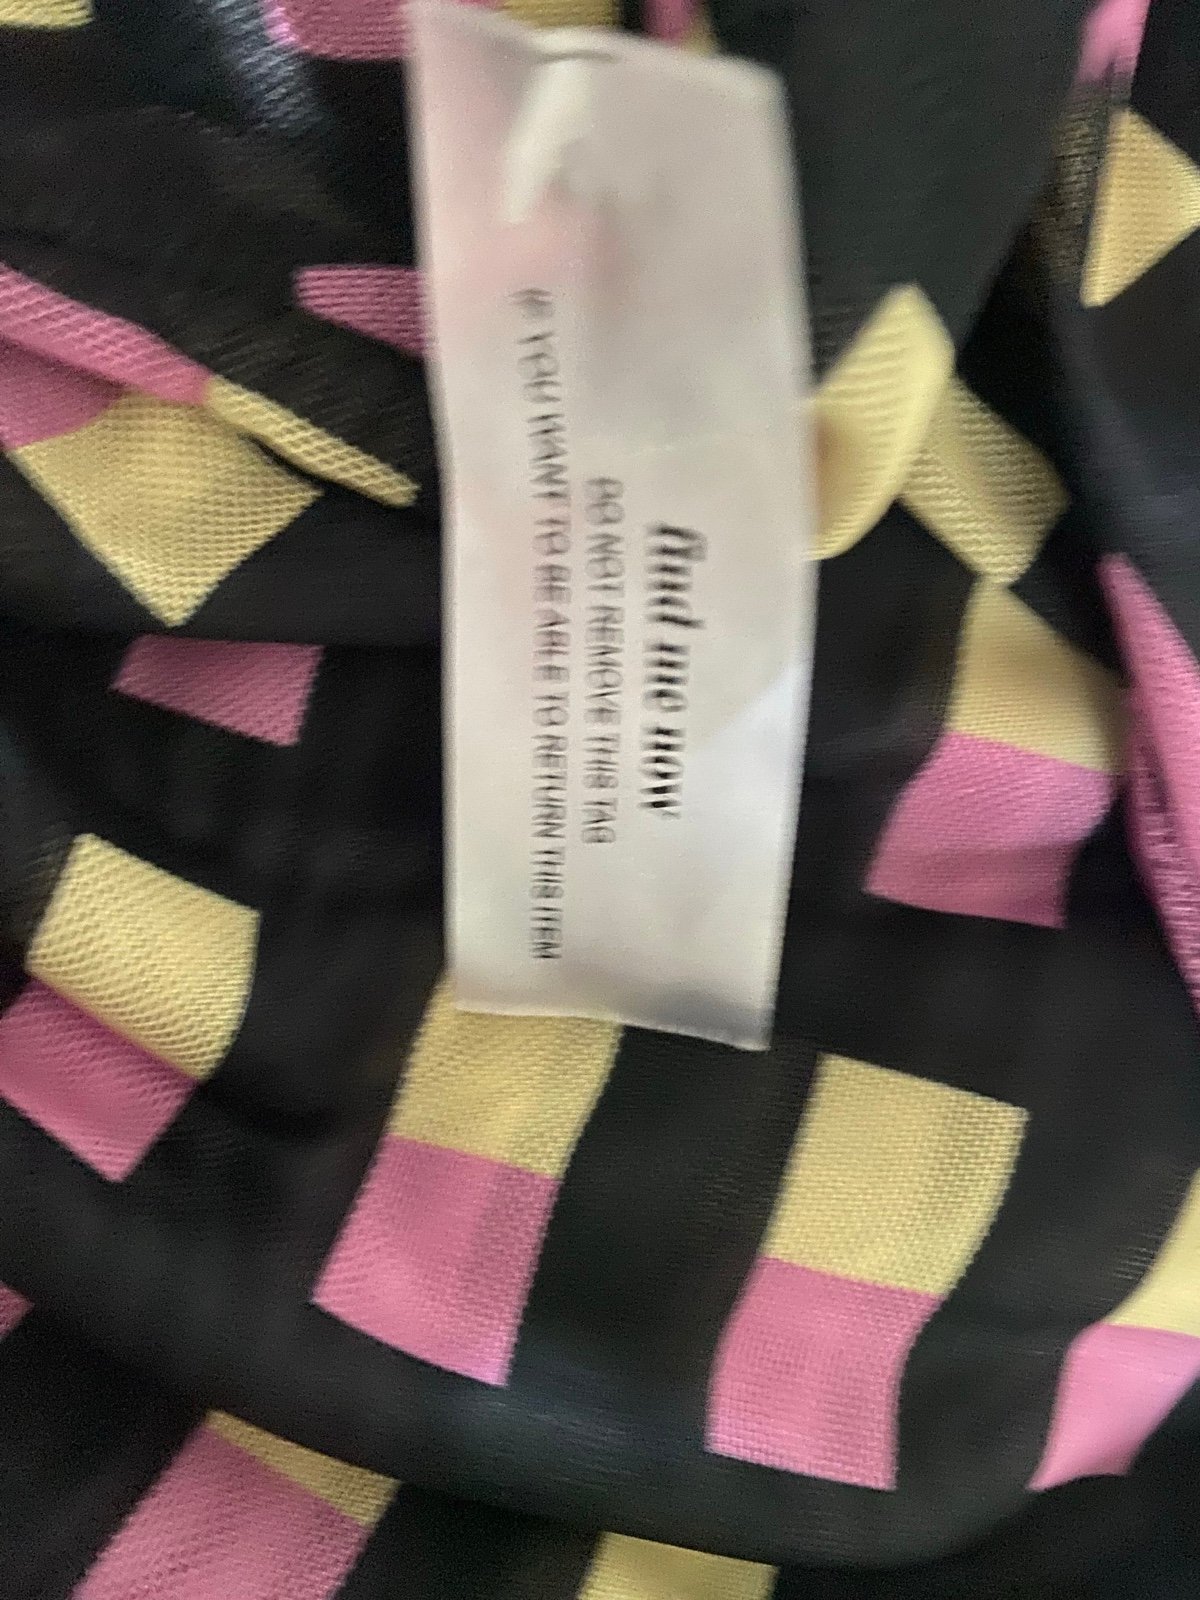 find me now
DO NOT REMOVE THIS TAG
IF YOU WANT TO BE ABLE TO RETURN THIS ITEM